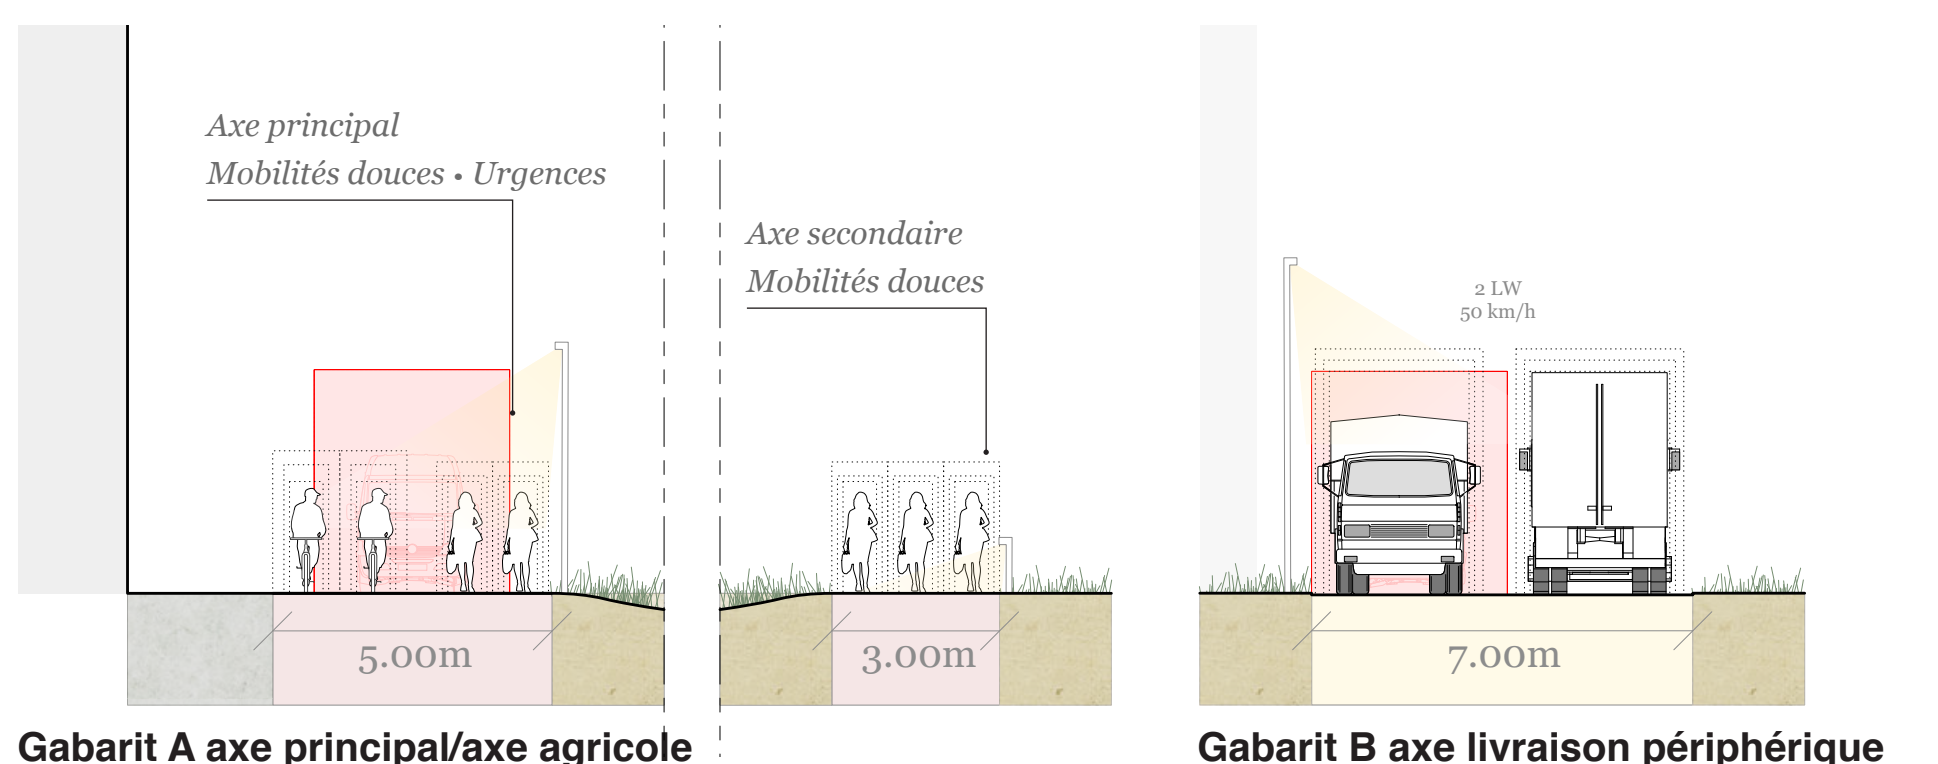 Axe principal
Mobilités douces • Urgences
Axe secondaire
Mobilités douces
2 LW
50 km/h
5.00m
3.00m
7.00m
Gabarit A axe principal/axe agricole
Gabarit B axe livraison périphérique